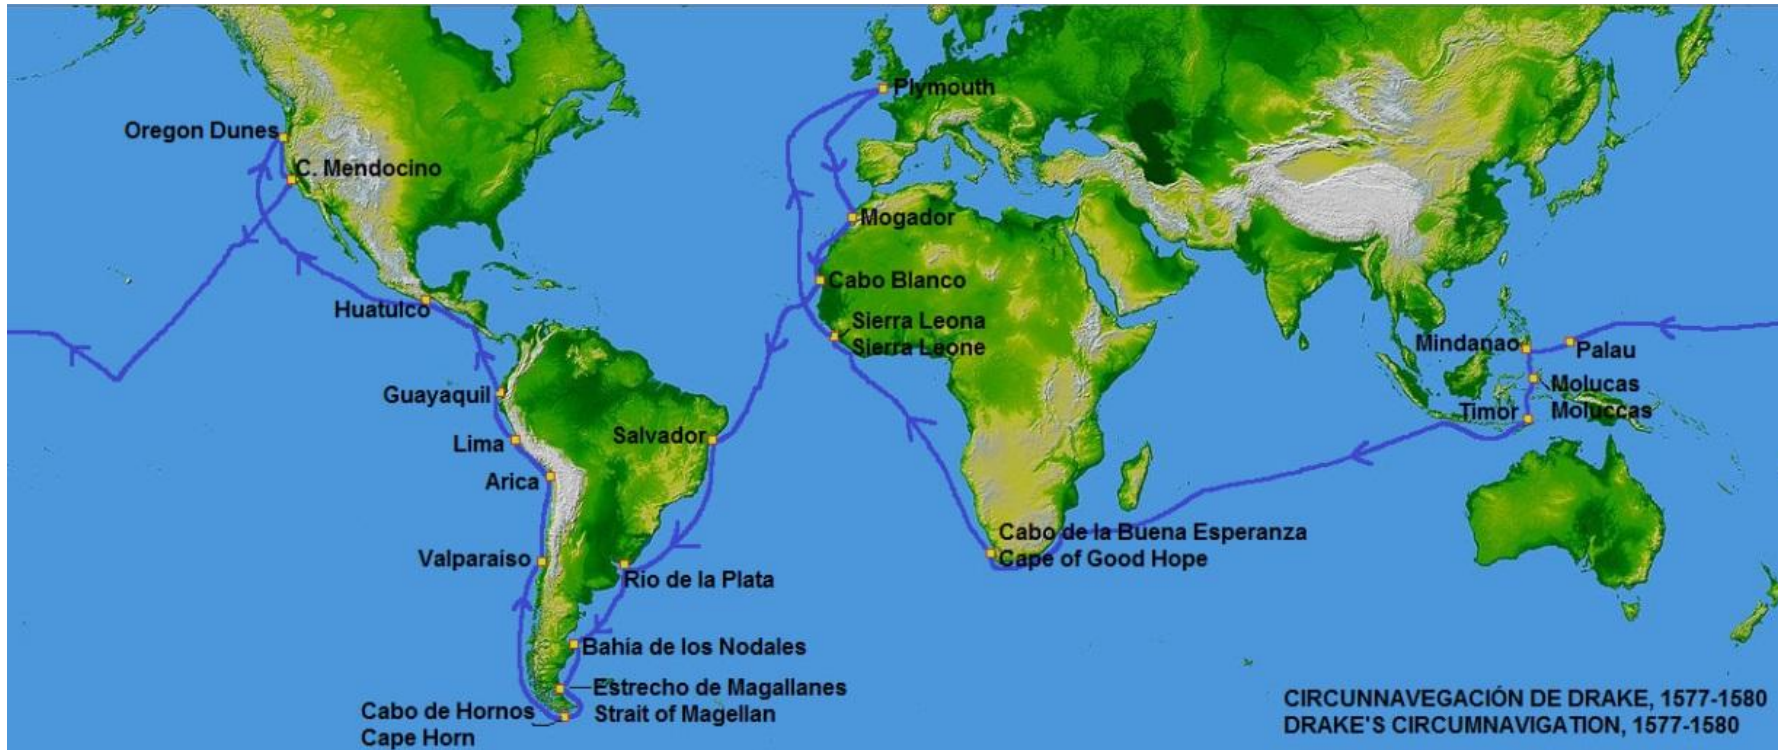 Plymouth
Oregon Dunes
C. Mendocino
Mogador
Cabo Blanco
Huatulco
Sierra Leona
Sierra Leone
Mindanao
Palau
Molucas
Moluccas
Guayaquil
Timor
Lima
Salvador
Arica
Cabo de la Buena Esperanza
Cape of Good Hope
Valparaiso
Rio de la Plata
Bahía de los Nodales
Estrecho de Magallanes
Strait of Magellan
Cabo de Hornos
Cape Horn
CIRCUNNAVEGACIÓN DE DRAKE, 1577-1580
DRAKE'S CIRCUMNAVIGATION, 1577-1580